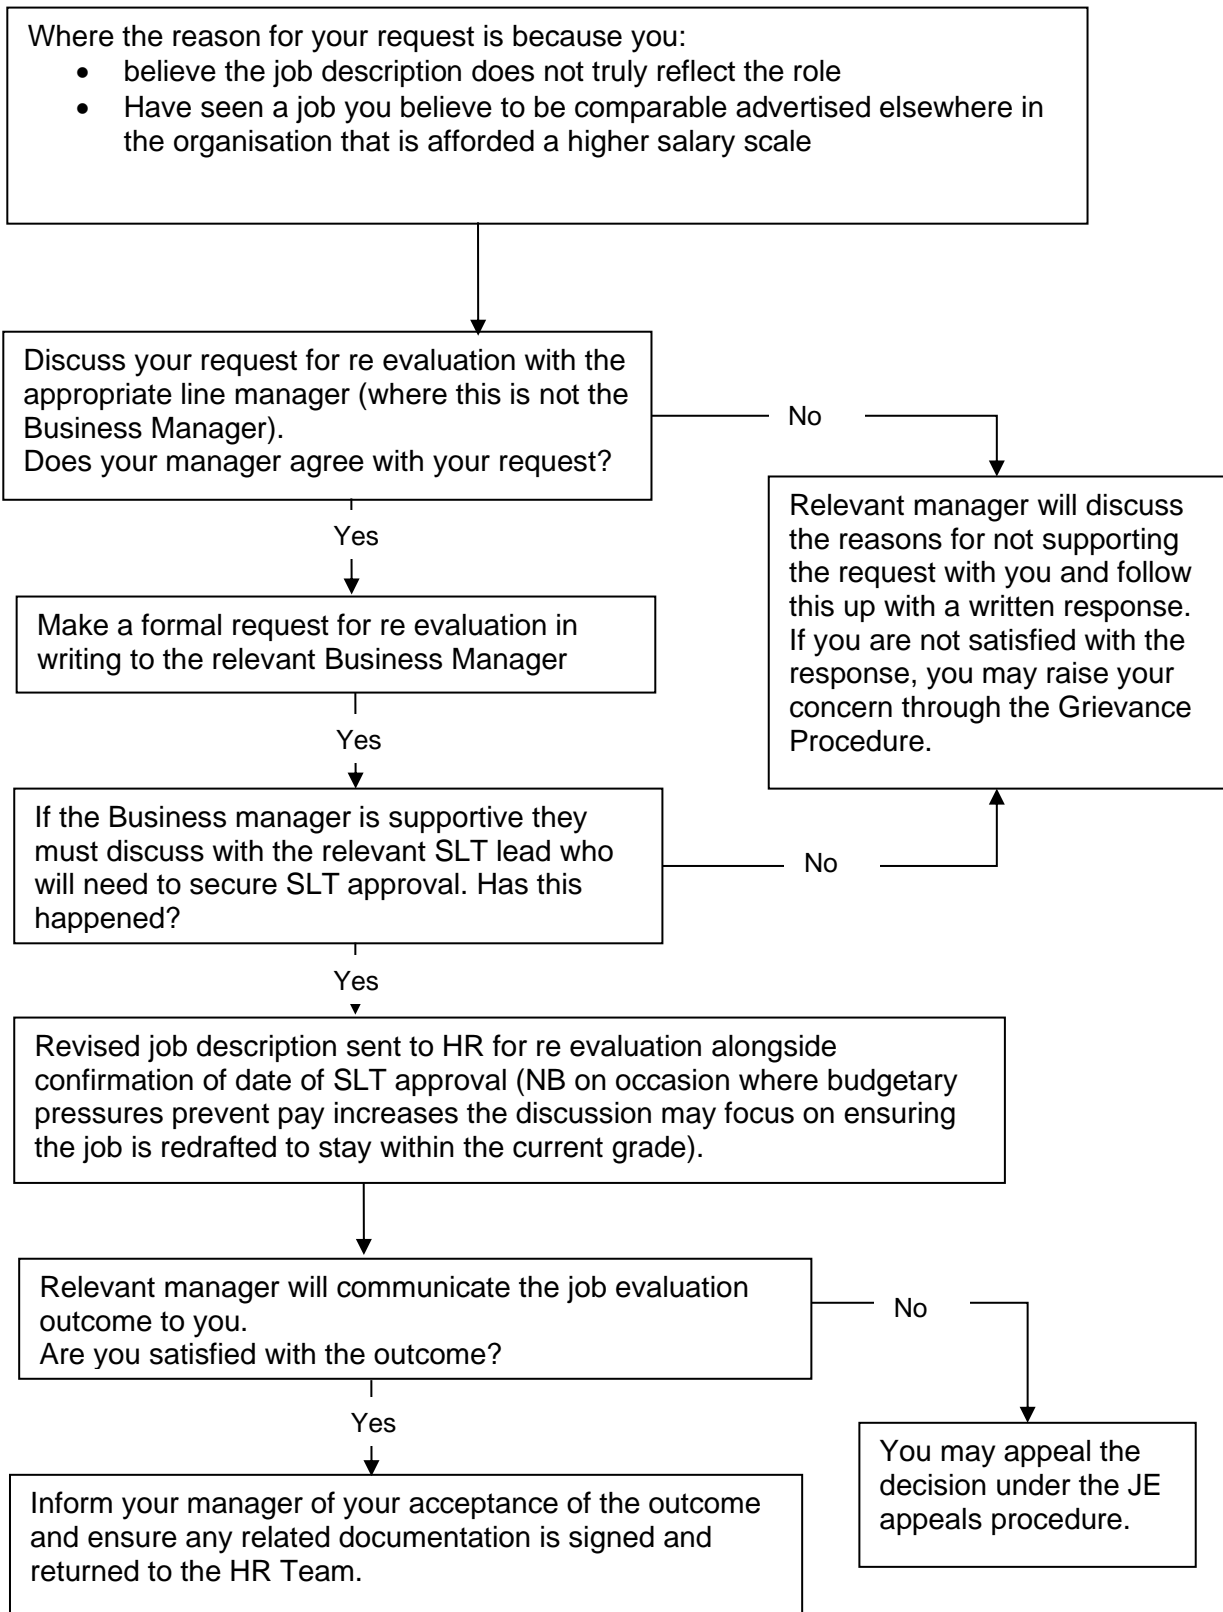 Where the reason for your request is because you:
• believe the job description does not truly reflect the role
• Have seen a job you believe to be comparable advertised elsewhere in
the organisation that is afforded a higher salary scale
Discuss your request for re evaluation with the
appropriate line manager (where this is not the
Business Manager).
Does your manager agree with your request?
No
Relevant manager will discuss
the reasons for not supporting
the request with you and follow
this up with a written response.
If you are not satisfied with the
response, you may raise your
concern through the Grievance
Procedure.
Yes
Make a formal request for re evaluation in
writing to the relevant Business Manager
Yes
If the Business manager is supportive they
must discuss with the relevant SLT lead who
will need to secure SLT approval. Has this
happened?
No
Yes
Revised job description sent to HR for re evaluation alongside
confirmation of date of SLT approval (NB on occasion where budgetary
pressures prevent pay increases the discussion may focus on ensuring
the job is redrafted to stay within the current grade).
Relevant manager will communicate the job evaluation
outcome to you.
Are you satisfied with the outcome?
No
Yes
You may appeal the
decision under the JE
appeals procedure.
Inform your manager of your acceptance of the outcome
and ensure any related documentation is signed and
returned to the HR Team.